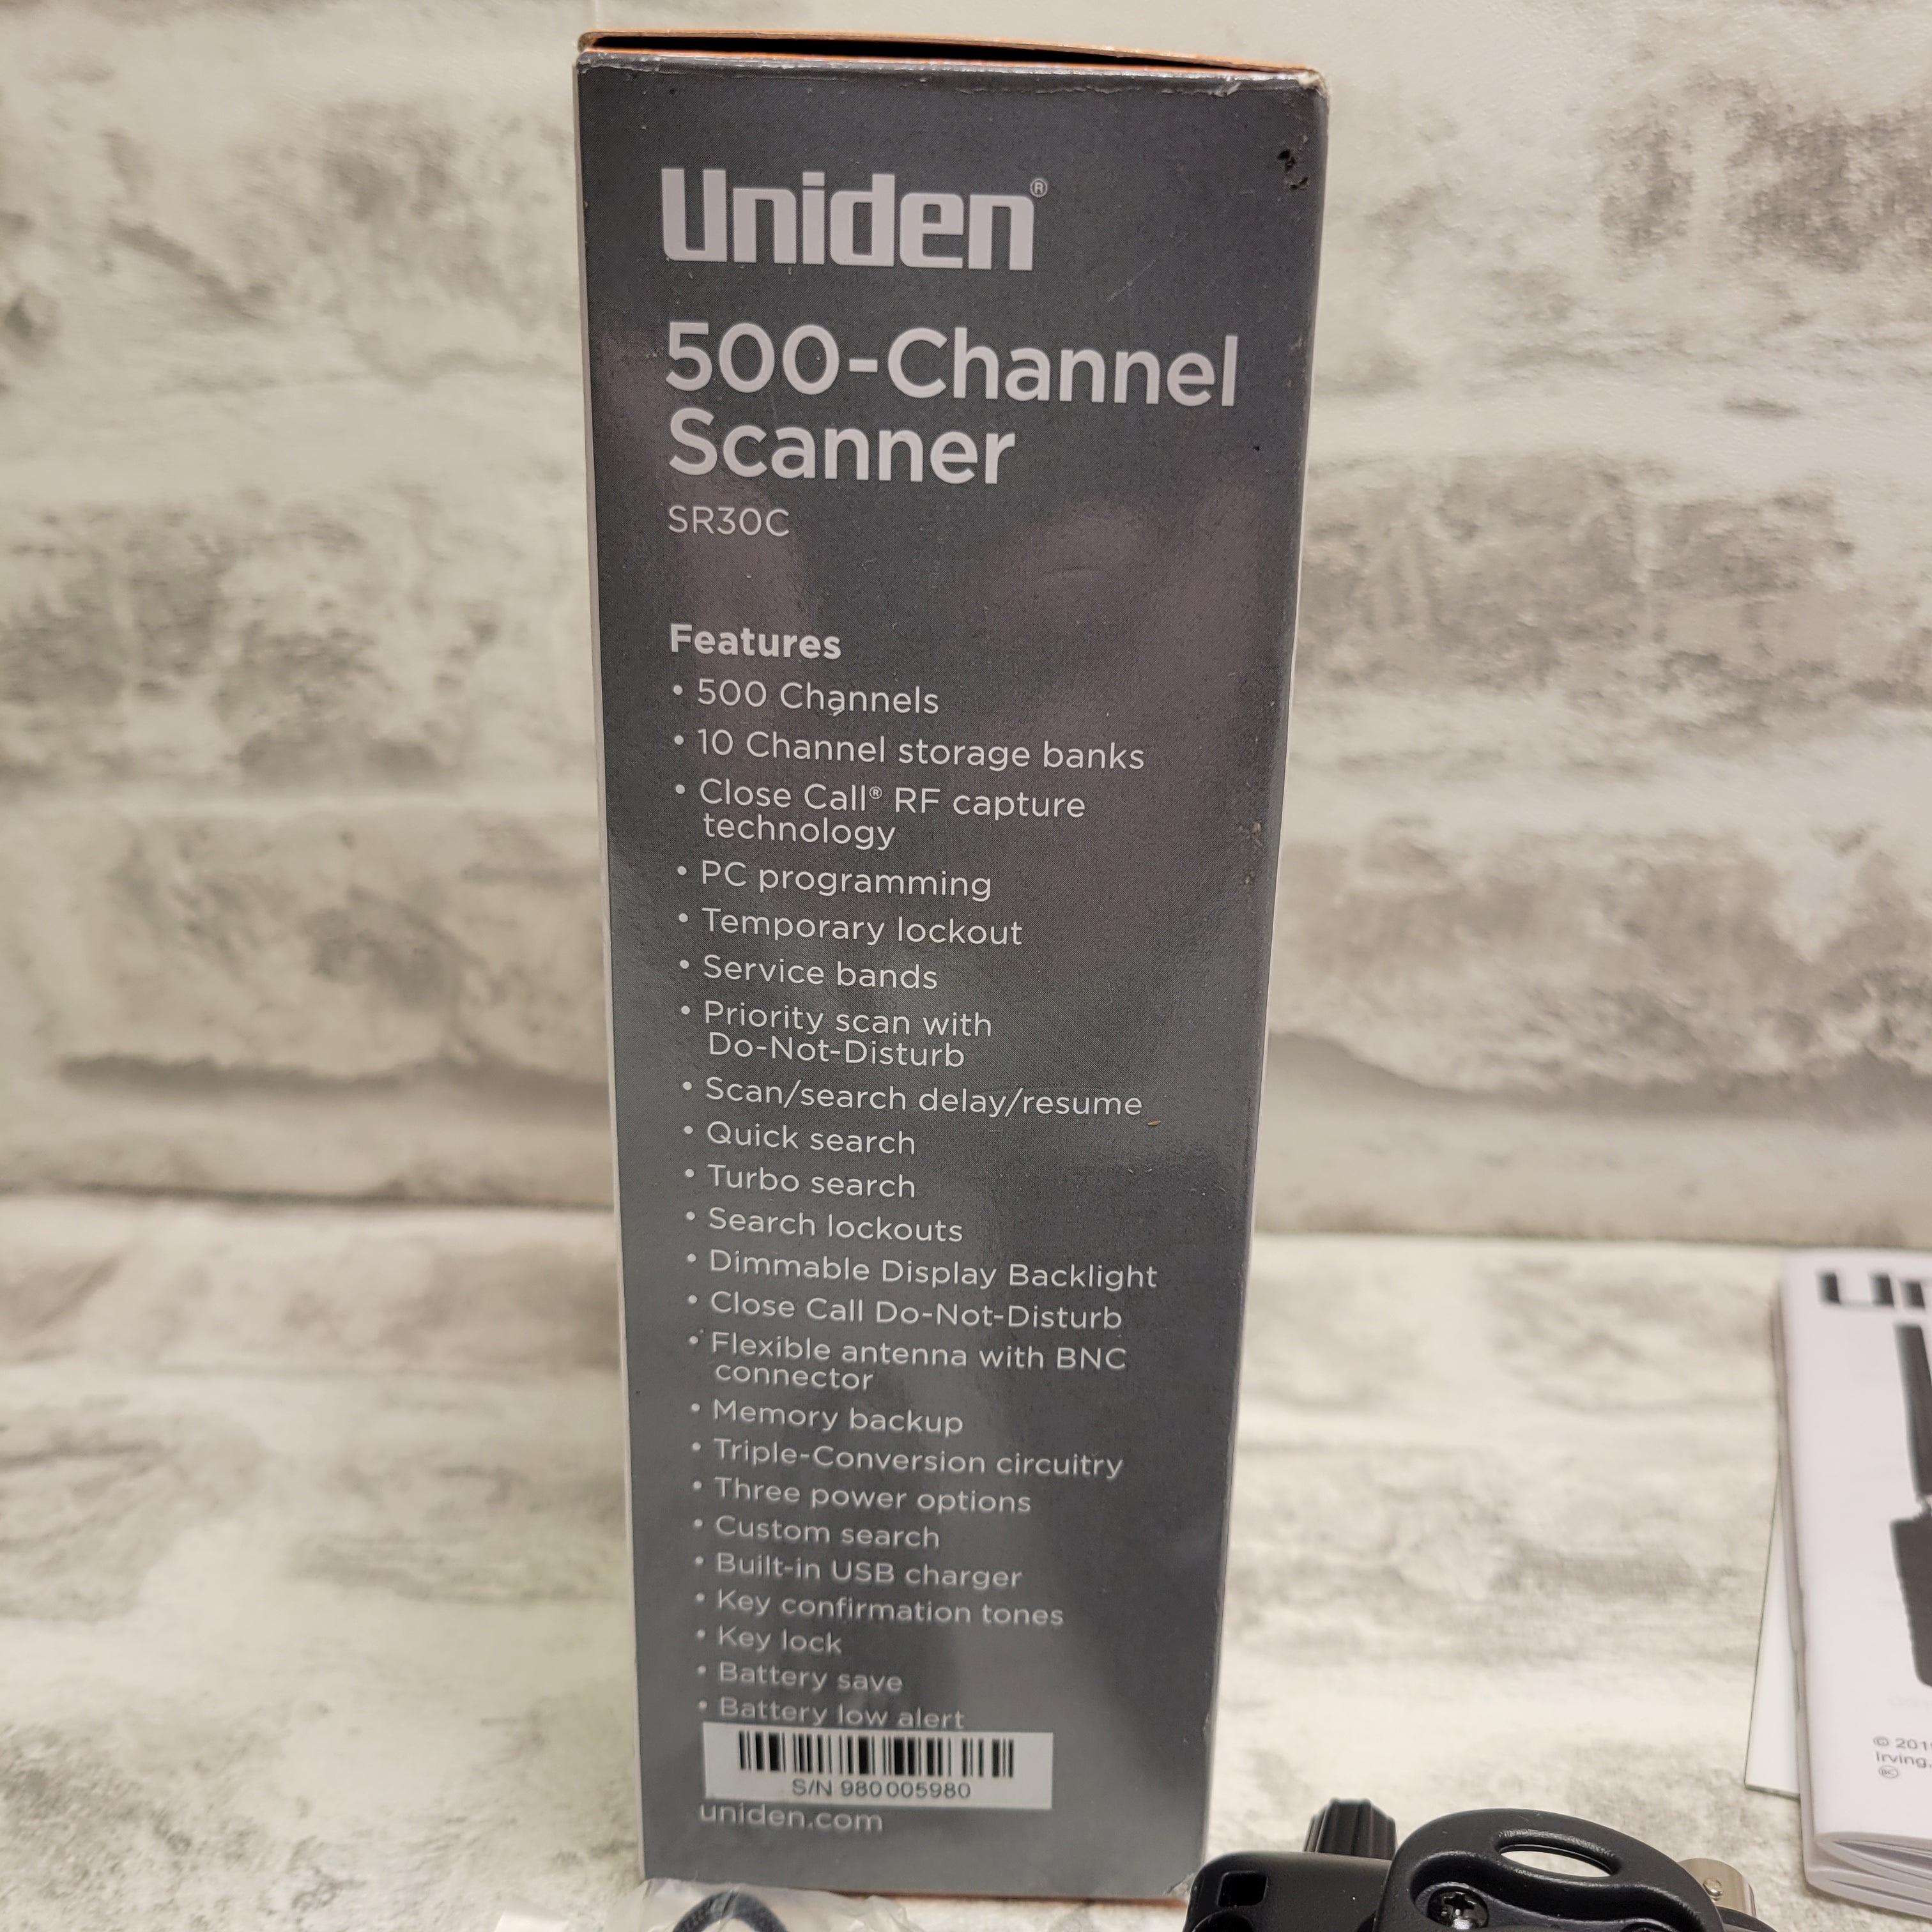 Uniden®
500-Channel
Scanner
SR30C
Features
• 500 Channels
• 10 Channel storage banks
• Close Call® RF capture
technology
• PC programming
• Temporary lockout
• Service bands
• Priority scan with
Do-Not-Disturb
• Scan/search delay/resume
• Quick search
• Turbo search
• Search lockouts
• Dimmable Display Backlight
• Close Call Do-Not-Disturb
• Flexible antenna with BNC
connector
• Memory backup
• Triple-Conversion circuitry
• Three power options
• Custom search
• Built-in USB charger
• Key confirmation tones
• Key lock
• Battery save
• Battery low alert
S/N 980005980
uniden.com
Irving,